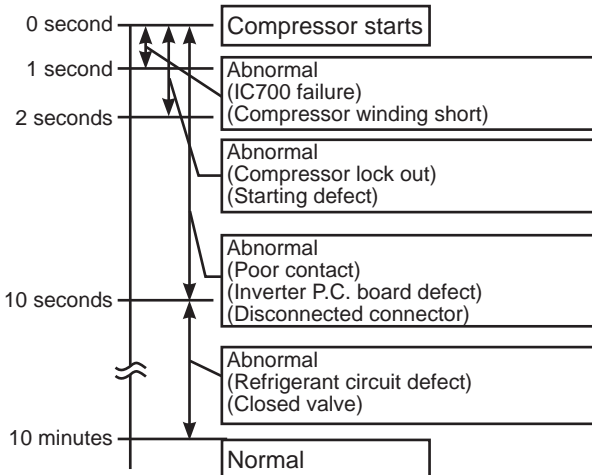 0 second
Compressor starts
1 second
Abnormal
(IC700 failure)
(Compressor winding short)
2 seconds
Abnormal
(Compressor lock out)
(Starting defect)
Abnormal
(Poor contact)
(Inverter P.C. board defect)
(Disconnected connector)
10 seconds
Abnormal
(Refrigerant circuit defect)
(Closed valve)
10 minutes
Normal